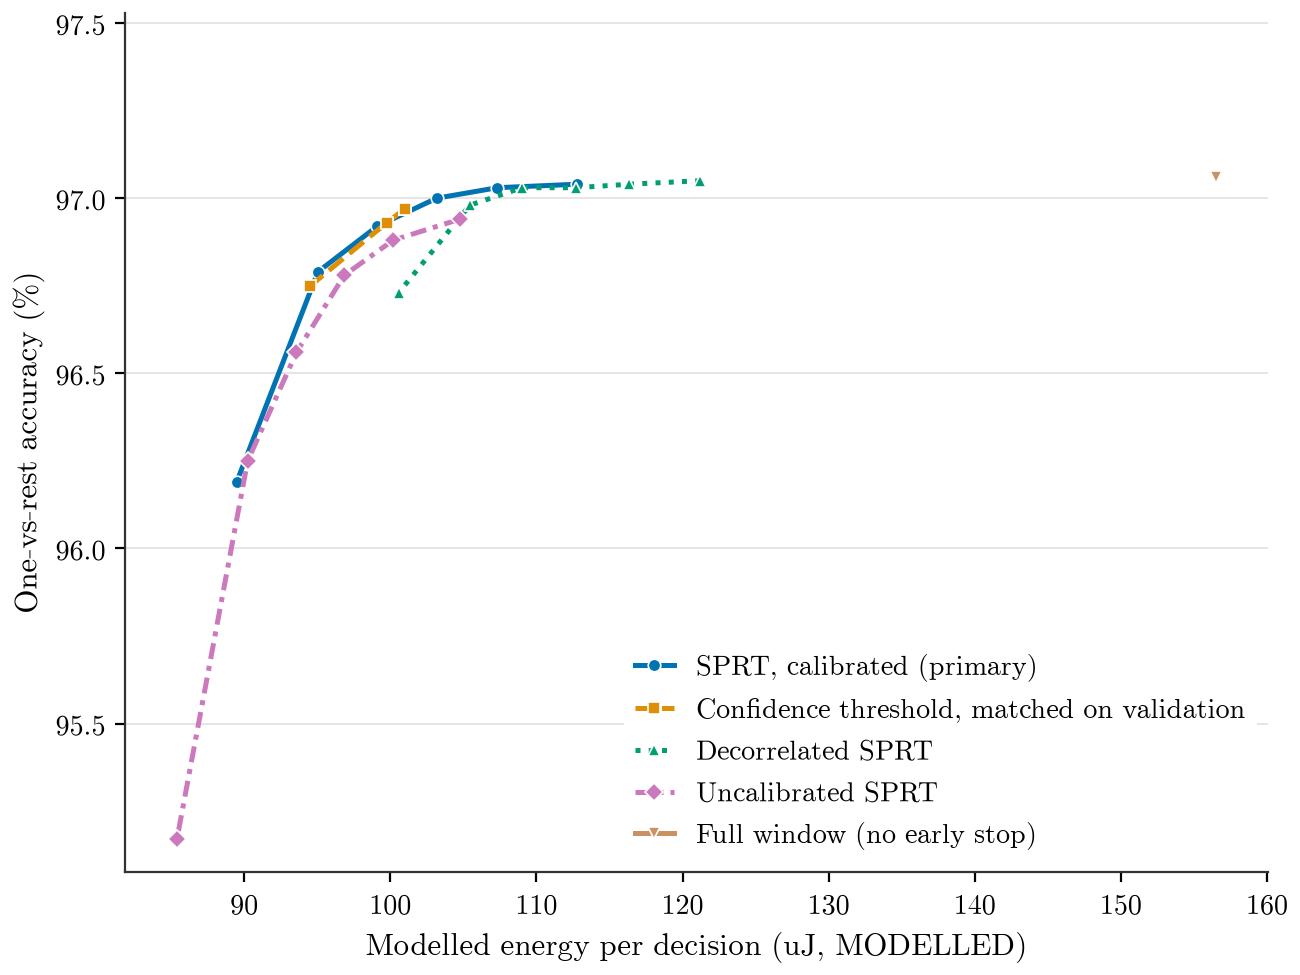 97.5
97.0
96.5
96.0
95.5
One-vs-rest accuracy (%)
SPRT, calibrated (primary)
Confidence threshold, matched on validation
Decorrelated SPRT
Uncalibrated SPRT
Full window (no early stop)
90 100 110 120 130 140 150 160
Modelled energy per decision (uJ, MODELLED)